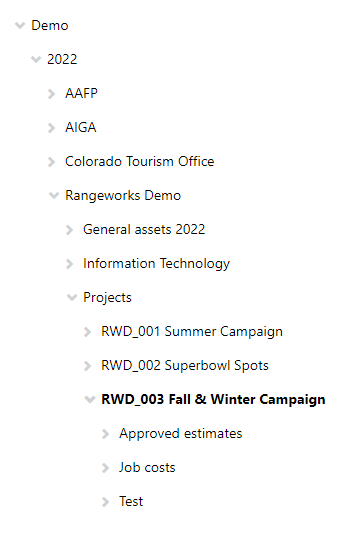 Demo
2022
AAFP
AIGA
Colorado Tourism Office
Rangeworks Demo
General assets 2022
Information Technology
Projects
RWD_001 Summer Campaign
RWD_002 Superbowl Spots
RWD_003 Fall & Winter Campaign
Approved estimates
Job costs
Test